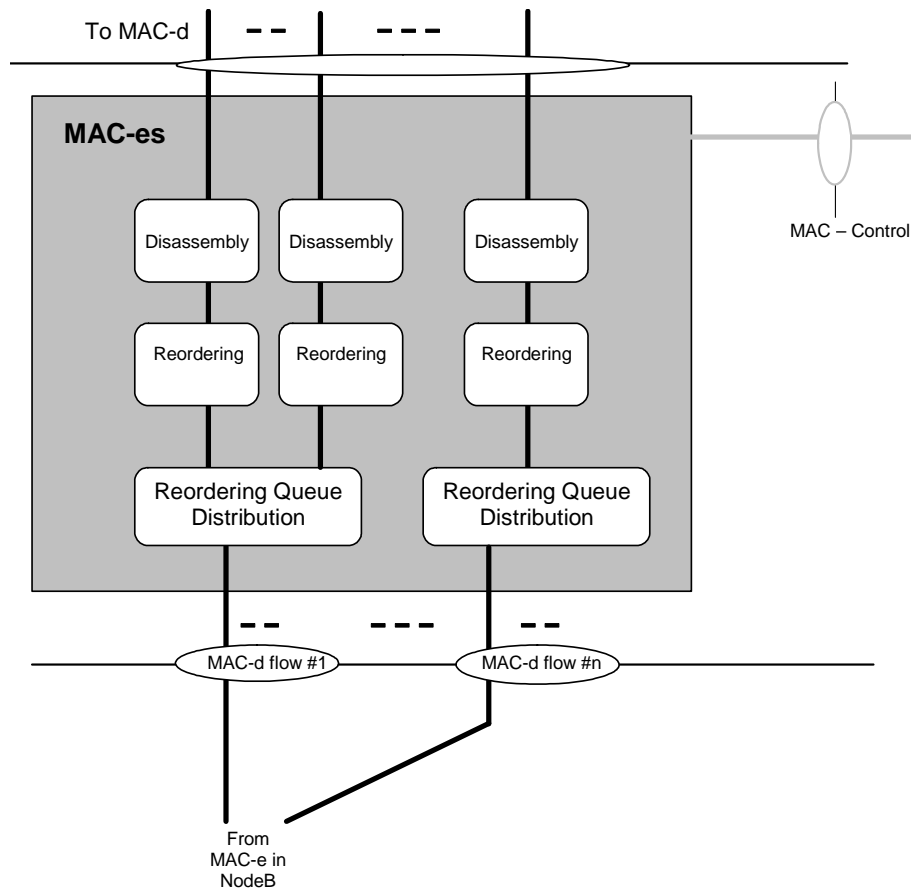 To MAC-d
MAC-es
MAC – Control
Disassembly
Disassembly
Disassembly
Reordering
Reordering
Reordering
Reordering Queue
Distribution
Reordering Queue
Distribution
MAC-d flow #1
MAC-d flow #n
From
MAC-e in
NodeB